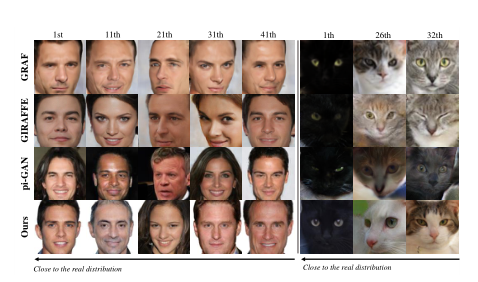 1st 11th 21th 31th 41th 1th 26th 32th
GRAF
GIRAFFE
pi-GAN
Ours
Close to the real distribution Close to the real distribution